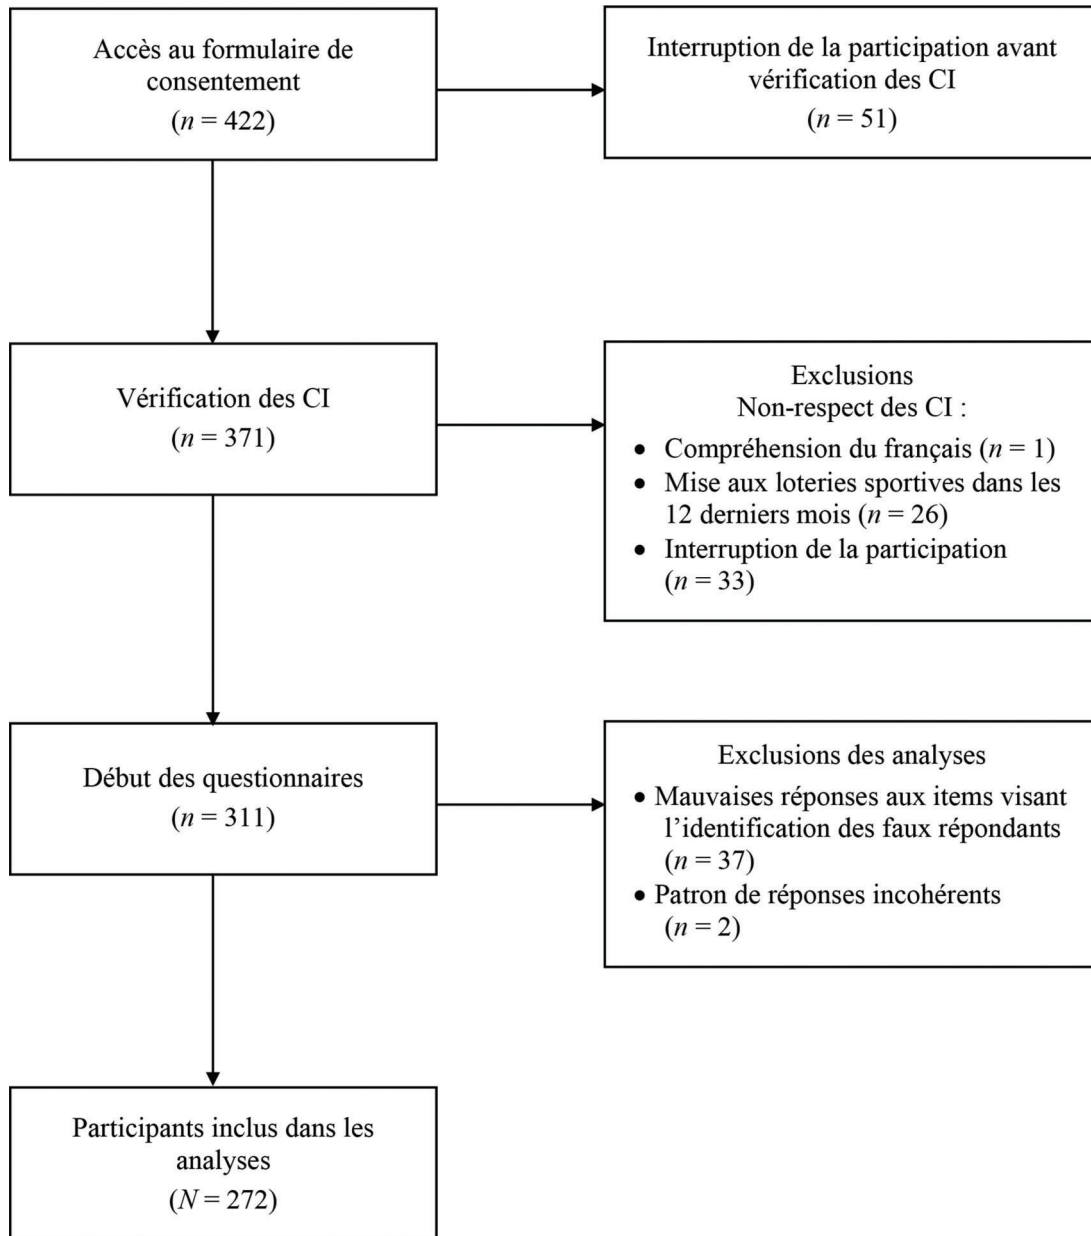 Accès au formulaire de
consentement
(n = 422)
Interruption de la participation avant
vérification des CI
(n = 51)
Vérification des CI
(n = 371)
Exclusions
Non-respect des CI :
• Compréhension du français (n = 1)
• Mise aux loteries sportives dans les
12 derniers mois (n = 26)
• Interruption de la participation
(n = 33)
Début des questionnaires
(n = 311)
Exclusions des analyses
• Mauvaises réponses aux items visant
l’identification des faux répondants
(n = 37)
• Patron de réponses incohérents
(n = 2)
Participants inclus dans les
analyses
(N = 272)